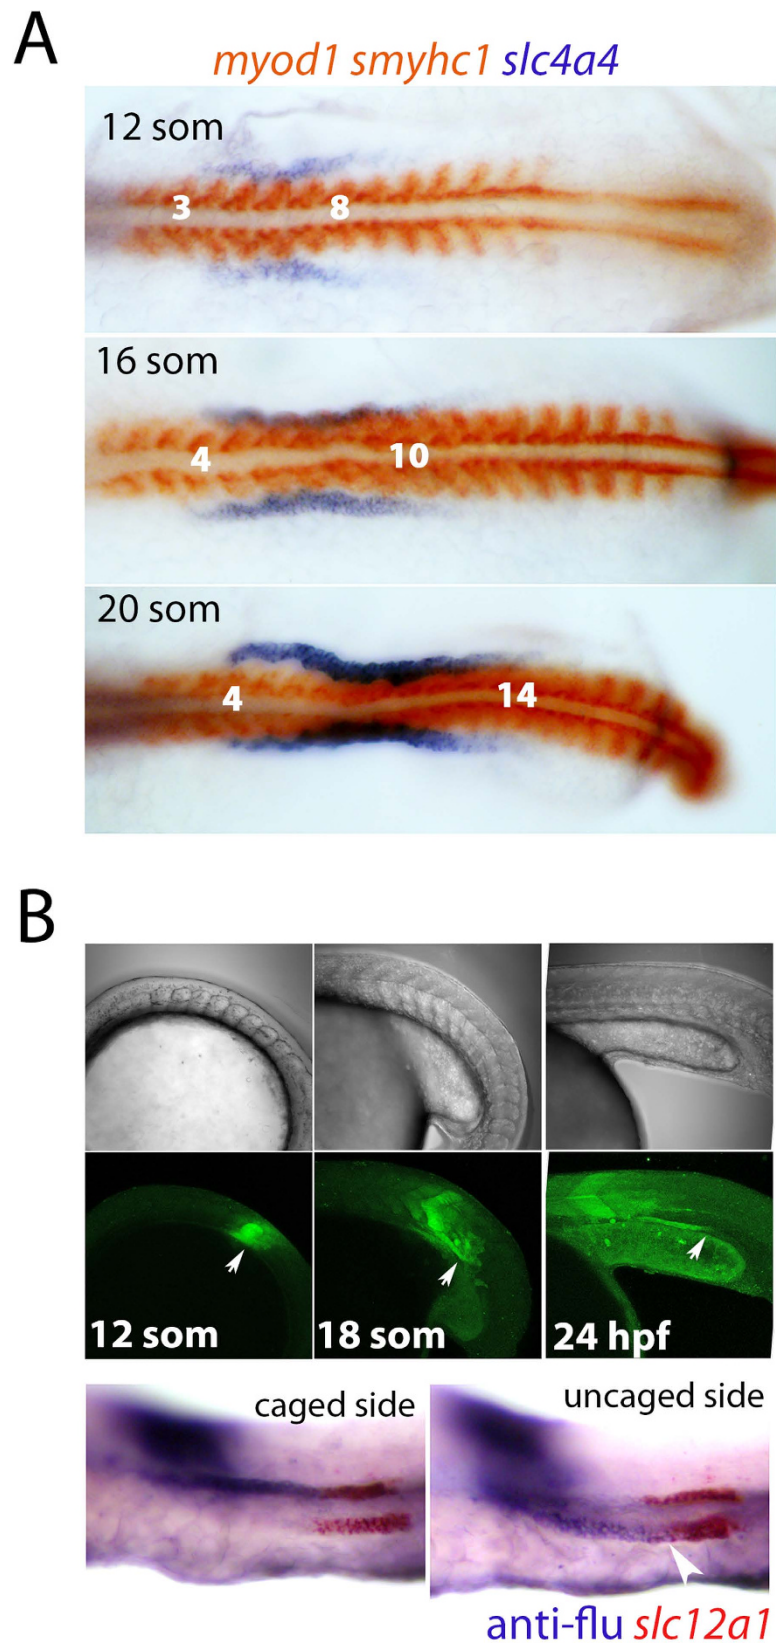 A
myod1 smyhc1 slc4a4
12 som
3 8
16 som
4 10
20 som
4 14
B
12 som 18 som 24 hpf
caged side uncaged side
anti-flu slc12a1